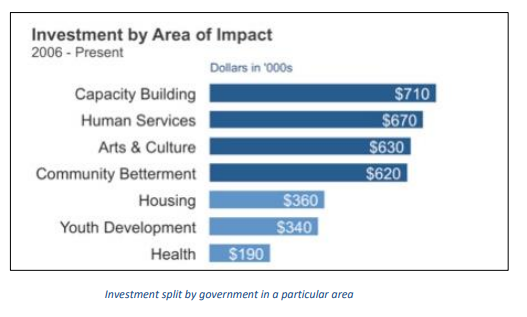 Investment by Area of Impact
2006 - Present
Dollars in '000s
Capacity Building $710
Human Services $670
Arts & Culture $630
Community Betterment $620
Housing $360
Youth Development $340
Health $190
Investment split by government in a particular area